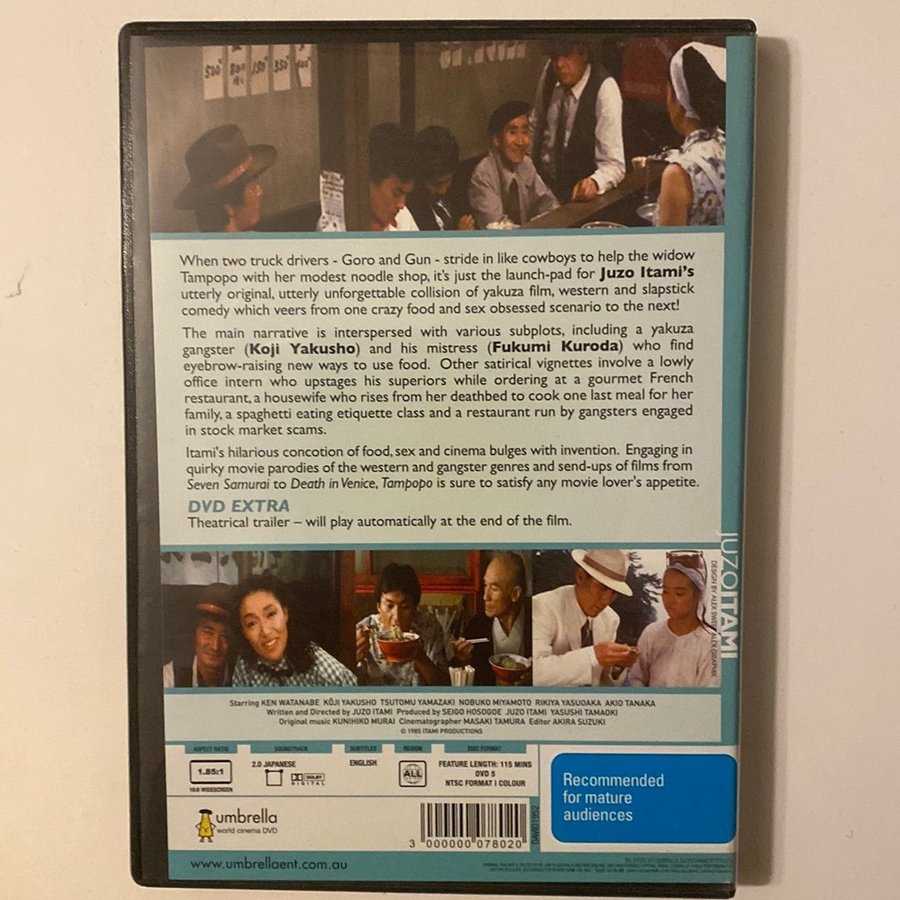 When two truck drivers - Goro and Gun - stride in like cowboys to help the widow
Tampopo with her modest noodle shop, it's just the launch-pad for Juzo Itami's
utterly original, utterly unforgettable collision of yakuza film, western and slapstick
comedy which veers from one crazy food and sex obsessed scenario to the next!
The main narrative is interspersed with various subplots, including a yakuza
gangster (Koji Yakusho) and his mistress (Fukumi Kuroda) who find
eyebrow-raising new ways to use food. Other satirical vignettes involve a lowly
office intern who upstages his superiors while ordering at a gourmet French
restaurant, a housewife who rises from her deathbed to cook one last meal for her
family, a spaghetti eating etiquette class and a restaurant run by gangsters engaged
in stock market scams.
Itami's hilarious concotion of food, sex and cinema bulges with invention. Engaging in
quirky movie parodies of the western and gangster genres and send-ups of films from
Seven Samurai to Death in Venice, Tampopo is sure to satisfy any movie lover's appetite.
DVD EXTRA
Theatrical trailer – will play automatically at the end of the film.
JUZO ITAMI
Starring KEN WATANABE KŌJI YAKUSHO TSUTOMU YAMAZAKI NOBUKO MIYAMOTO RIKIYA YASUOAKA AKIO TANAKA
Written and Directed by JUZO ITAMI Produced by SEIGO HOSOGOE JUZO ITAMI YASUSHI TAMAOKI
Original music KUNIHIKO MURAI Cinematographer MASAKI TAMURA Editor AKIRA SUZUKI
© 1985 ITAMI PRODUCTIONS
ASPECT RATIO SOUNDTRACK SUBTITLES REGION DISC FORMAT
1.85:1
16:9 WIDESCREEN
2.0 JAPANESE
DOLBY
DIGITAL
ENGLISH
ALL
FEATURE LENGTH: 115 MINS
DVD 5
NTSC FORMAT I COLOUR
Recommended
for mature
audiences
umbrella
world cinema DVD
3 000000 078020
DAVID1952
www.umbrellaent.com.au